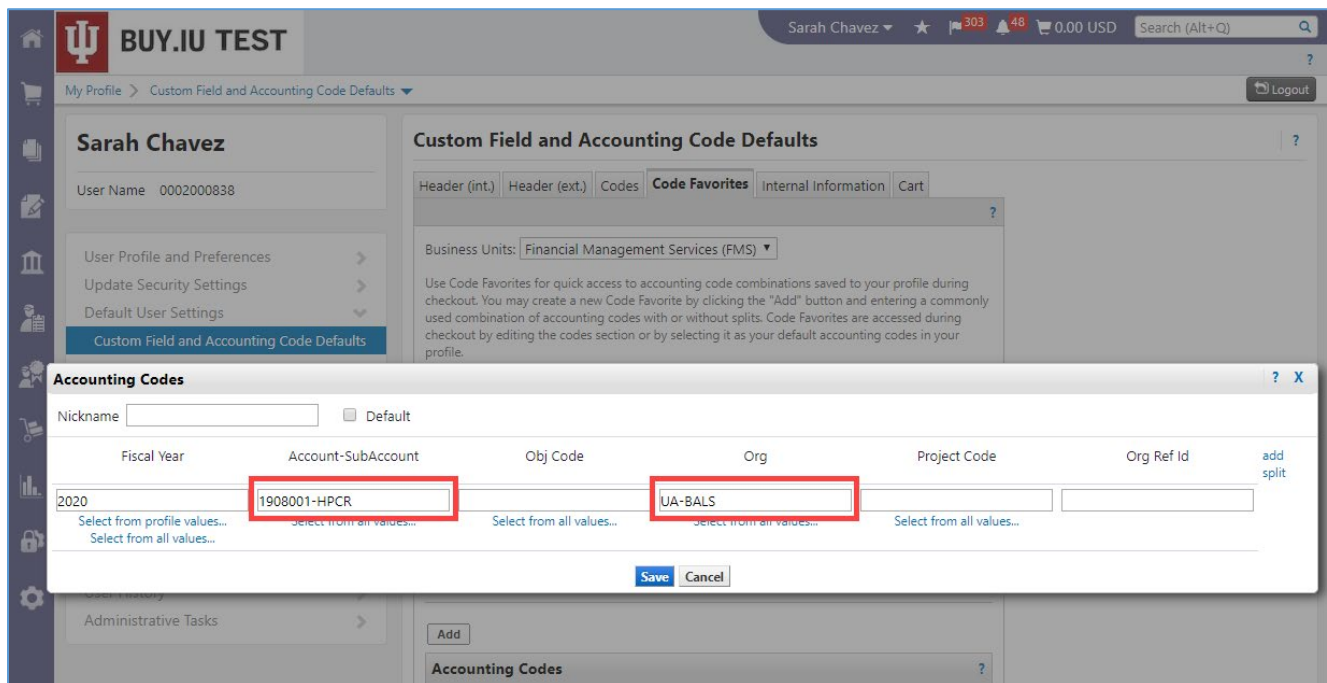 BUY.IU TEST
Sarah Chavez
303
48
0.00 USD
Search (Alt+Q)
?
My Profile > Custom Field and Accounting Code Defaults
Logout
Sarah Chavez
User Name 0002000838
User Profile and Preferences
Update Security Settings
Default User Settings
Custom Field and Accounting Code Defaults
Custom Field and Accounting Code Defaults
?
Header (int.)
Header (ext.)
Codes
Code Favorites
Internal Information
Cart
?
Business Units: Financial Management Services (FMS)
Use Code Favorites for quick access to accounting code combinations saved to your profile during
checkout. You may create a new Code Favorite by clicking the "Add" button and entering a commonly
used combination of accounting codes with or without splits. Code Favorites are accessed during
checkout by editing the codes section or by selecting it as your default accounting codes in your
profile.
Accounting Codes
? X
Nickname
Default
Fiscal Year
Account-SubAccount
Obj Code
Org
Project Code
Org Ref Id
add
split
2020
1908001-HPCR
UA-BALS
Select from profile values...
Select from all values...
Select from all values...
Select from all values...
Select from all values...
Select from all values...
Save
Cancel
User History
Administrative Tasks
Add
Accounting Codes
?